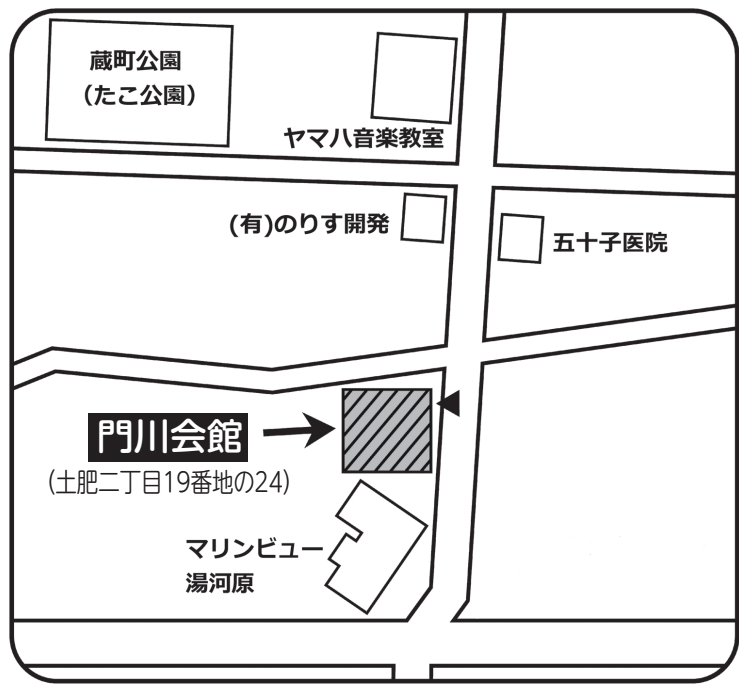 蔵町公園
（たこ公園）
ヤマハ音楽教室
(有)のりす開発
五十子医院
門川会館
(土肥二丁目19番地の24)
マリンビュー
湯河原